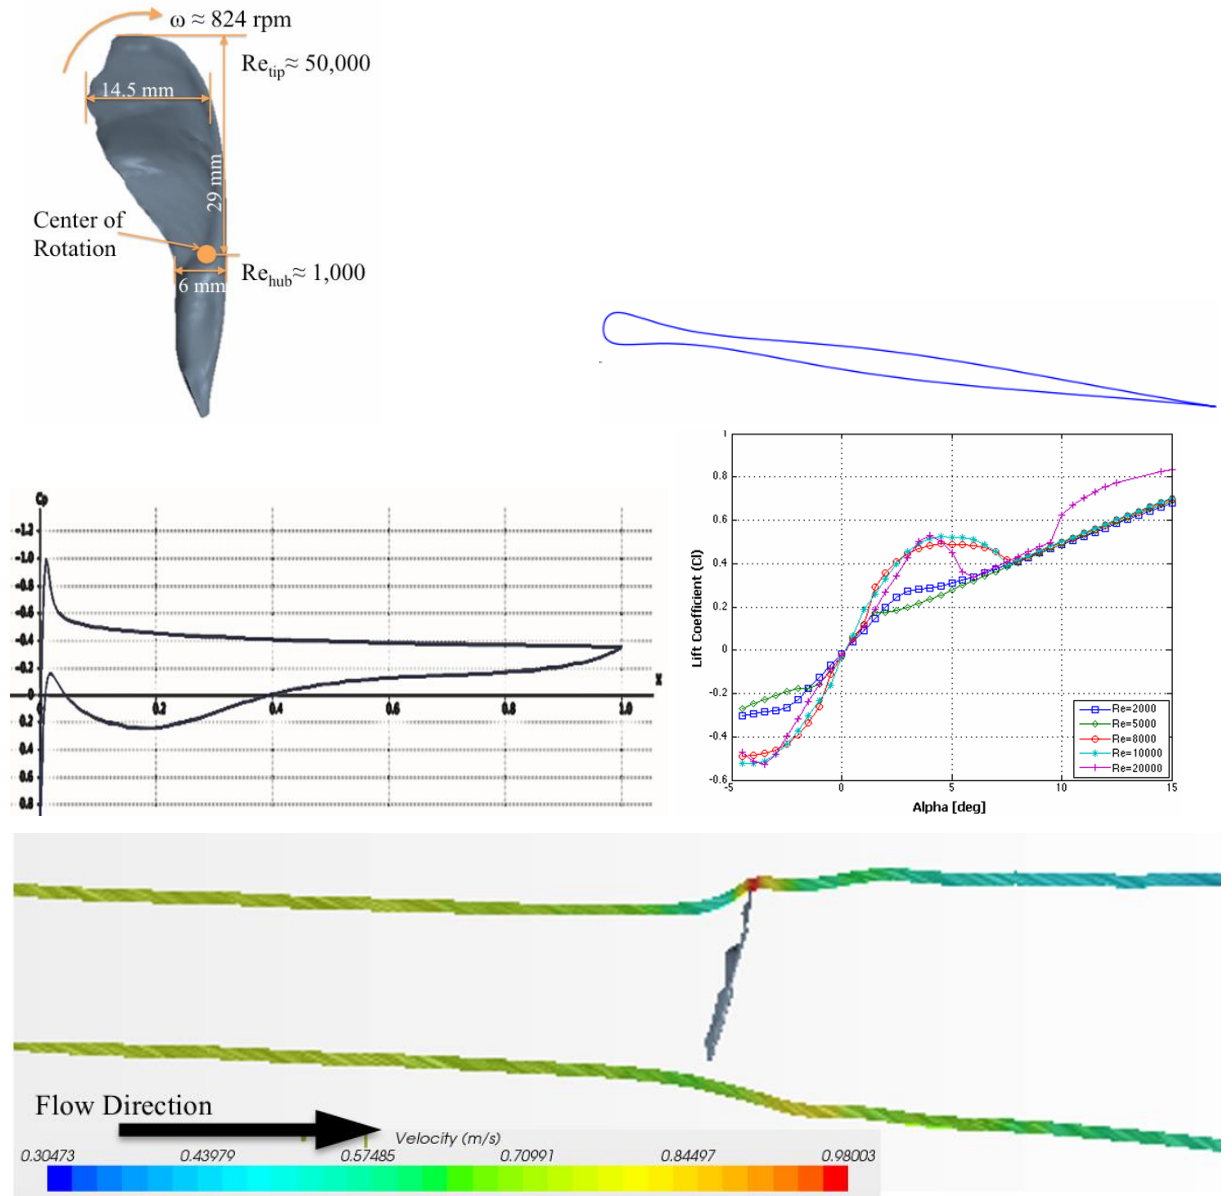 ω ≈ 824 rpm
Re_tip ≈ 50,000
14.5 mm
29 mm
Center of
Rotation
6 mm
Re_hub ≈ 1,000
Cp
-1.2
-1.0
-0.8
-0.6
-0.4
-0.2
0
0.2
0.4
0.6
0.8
0.2
0.4
0.6
0.8
1.0
x
1
0.8
0.6
0.4
0.2
0
-0.2
-0.4
-0.6
Lift Coefficient (Cl)
-5
0
5
10
15
Alpha [deg]
Re=2000
Re=5000
Re=8000
Re=10000
Re=20000
Flow Direction
Velocity (m/s)
0.30473 0.43979 0.57485 0.70991 0.84497 0.98003